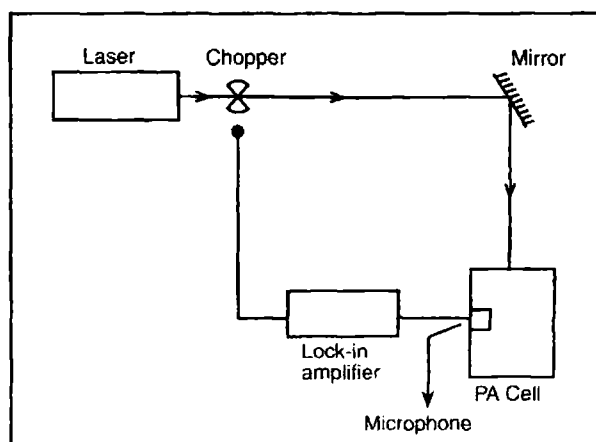 Laser
Chopper
Mirror
Lock-in
amplifier
PA Cell
Microphone